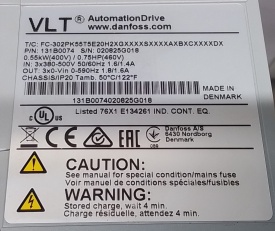 VLT® AutomationDrive
www.danfoss.com
T/C: FC-302PK55T5E20H2XGXXXXSXXXXAXBXCXXXXDX
P/N: 131B0074 S/N: 020825G018
0.55kW(400V) / 0.75HP(460V)
IN: 3x380-500V 50/60Hz 1.6/1.4A
OUT: 3x0-Vin 0-590Hz 1.8/1.6A
CHASSIS/IP20 Tamb. 50°C/122°F
MADE IN
DENMARK
131B0074020825G018
Listed 76X1 E134261 IND. CONT. EQ.
Danfoss A/S
6430 Nordborg
Denmark
CAUTION:
See manual for special condition/mains fuse
Voir manuel de conditions spéciales/fusibles
WARNING:
Stored charge, wait 4 min.
Charge résiduelle, attendez 4 min.